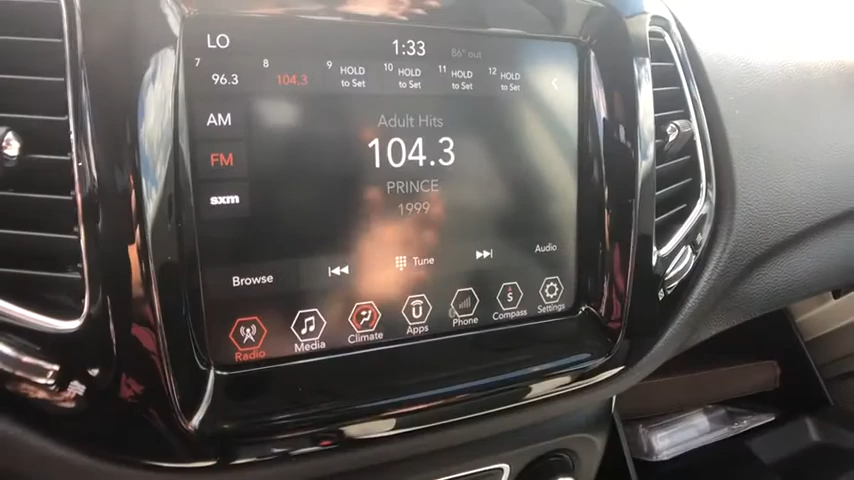 LO 1:33 86° out
7 96.3 8 104.3 9 HOLD to Set 10 HOLD to Set 11 HOLD to Set 12 HOLD to Set
AM
FM
sxm
Adult Hits
104.3
PRINCE
1999
Browse Tune Audio
Radio Media Climate Apps Phone Compass Settings
U
S